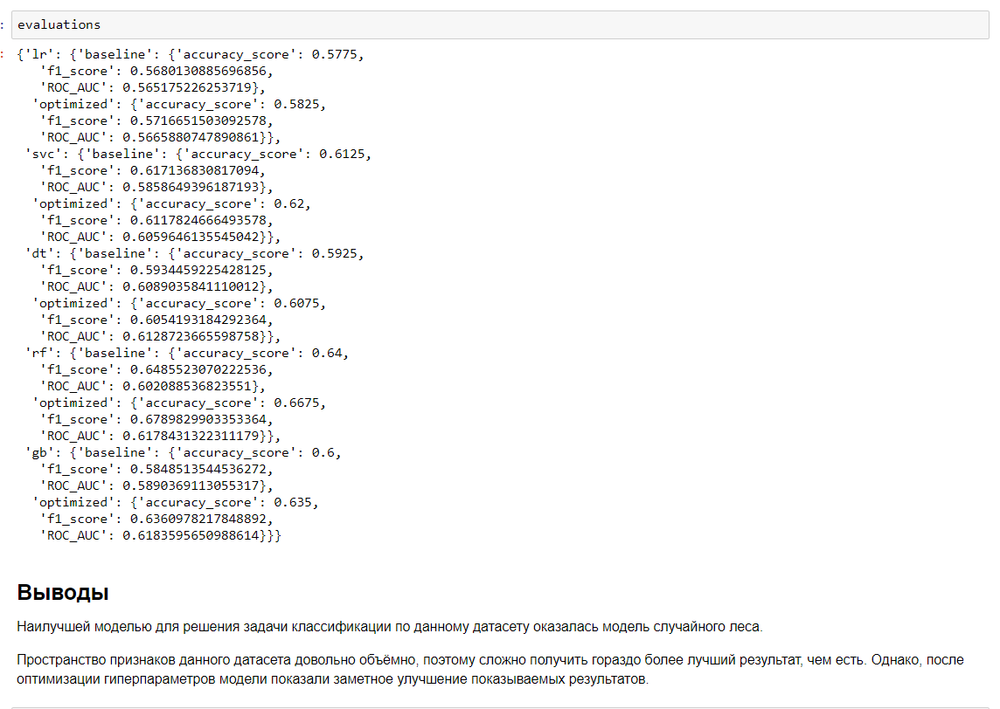 : evaluations
: {'lr': {'baseline': {'accuracy_score': 0.5775,
'f1_score': 0.5680130885696856,
'ROC_AUC': 0.565175226253719},
'optimized': {'accuracy_score': 0.5825,
'f1_score': 0.5716651503092578,
'ROC_AUC': 0.5665880747890861}},
'svc': {'baseline': {'accuracy_score': 0.6125,
'f1_score': 0.617136830817094,
'ROC_AUC': 0.5858649396187193},
'optimized': {'accuracy_score': 0.62,
'f1_score': 0.6117824666493578,
'ROC_AUC': 0.6059646135545042}},
'dt': {'baseline': {'accuracy_score': 0.5925,
'f1_score': 0.5934459225428125,
'ROC_AUC': 0.6089035841110012},
'optimized': {'accuracy_score': 0.6075,
'f1_score': 0.6054193184292364,
'ROC_AUC': 0.6128723665598758}},
'rf': {'baseline': {'accuracy_score': 0.64,
'f1_score': 0.6485523070222536,
'ROC_AUC': 0.602088536823551},
'optimized': {'accuracy_score': 0.6675,
'f1_score': 0.6789829903353364,
'ROC_AUC': 0.6178431322311179}},
'gb': {'baseline': {'accuracy_score': 0.6,
'f1_score': 0.5848513544536272,
'ROC_AUC': 0.5890369113055317},
'optimized': {'accuracy_score': 0.635,
'f1_score': 0.6360978217848892,
'ROC_AUC': 0.6183595650988614}}}
Выводы
Наилучшей моделью для решения задачи классификации по данному датасету оказалась модель случайного леса.
Пространство признаков данного датасета довольно объёмно, поэтому сложно получить гораздо более лучший результат, чем есть. Однако, после
оптимизации гиперпараметров модели показали заметное улучшение показываемых результатов.